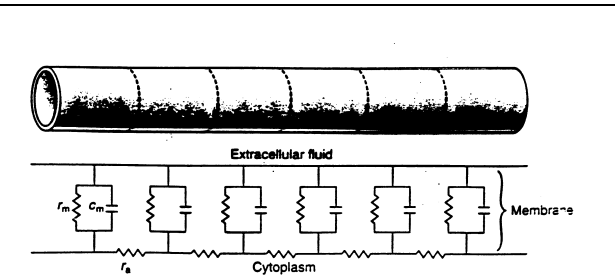 Extracellular fluid
rm
cm
Membrane
ra
Cytoplasm